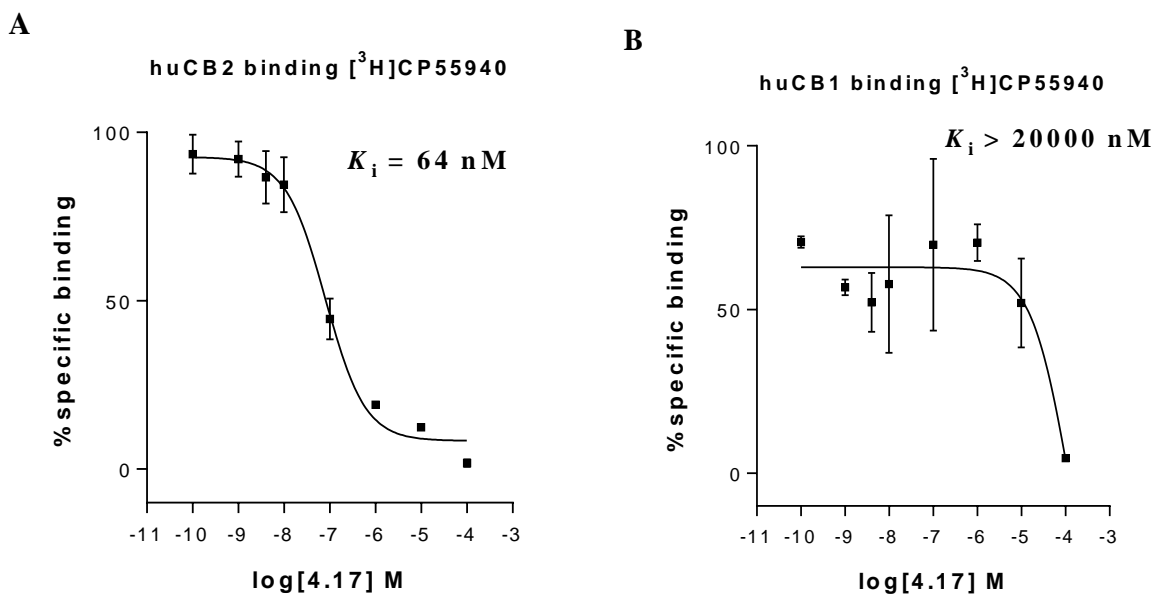 A
huCB2 binding [³H]CP55940
Kᵢ = 64 nM
100
50
0
% specific binding
-11 -10 -9 -8 -7 -6 -5 -4 -3
log[4.17] M
B
huCB1 binding [³H]CP55940
Kᵢ > 20000 nM
100
50
0
% specific binding
-11 -10 -9 -8 -7 -6 -5 -4 -3
log[4.17] M